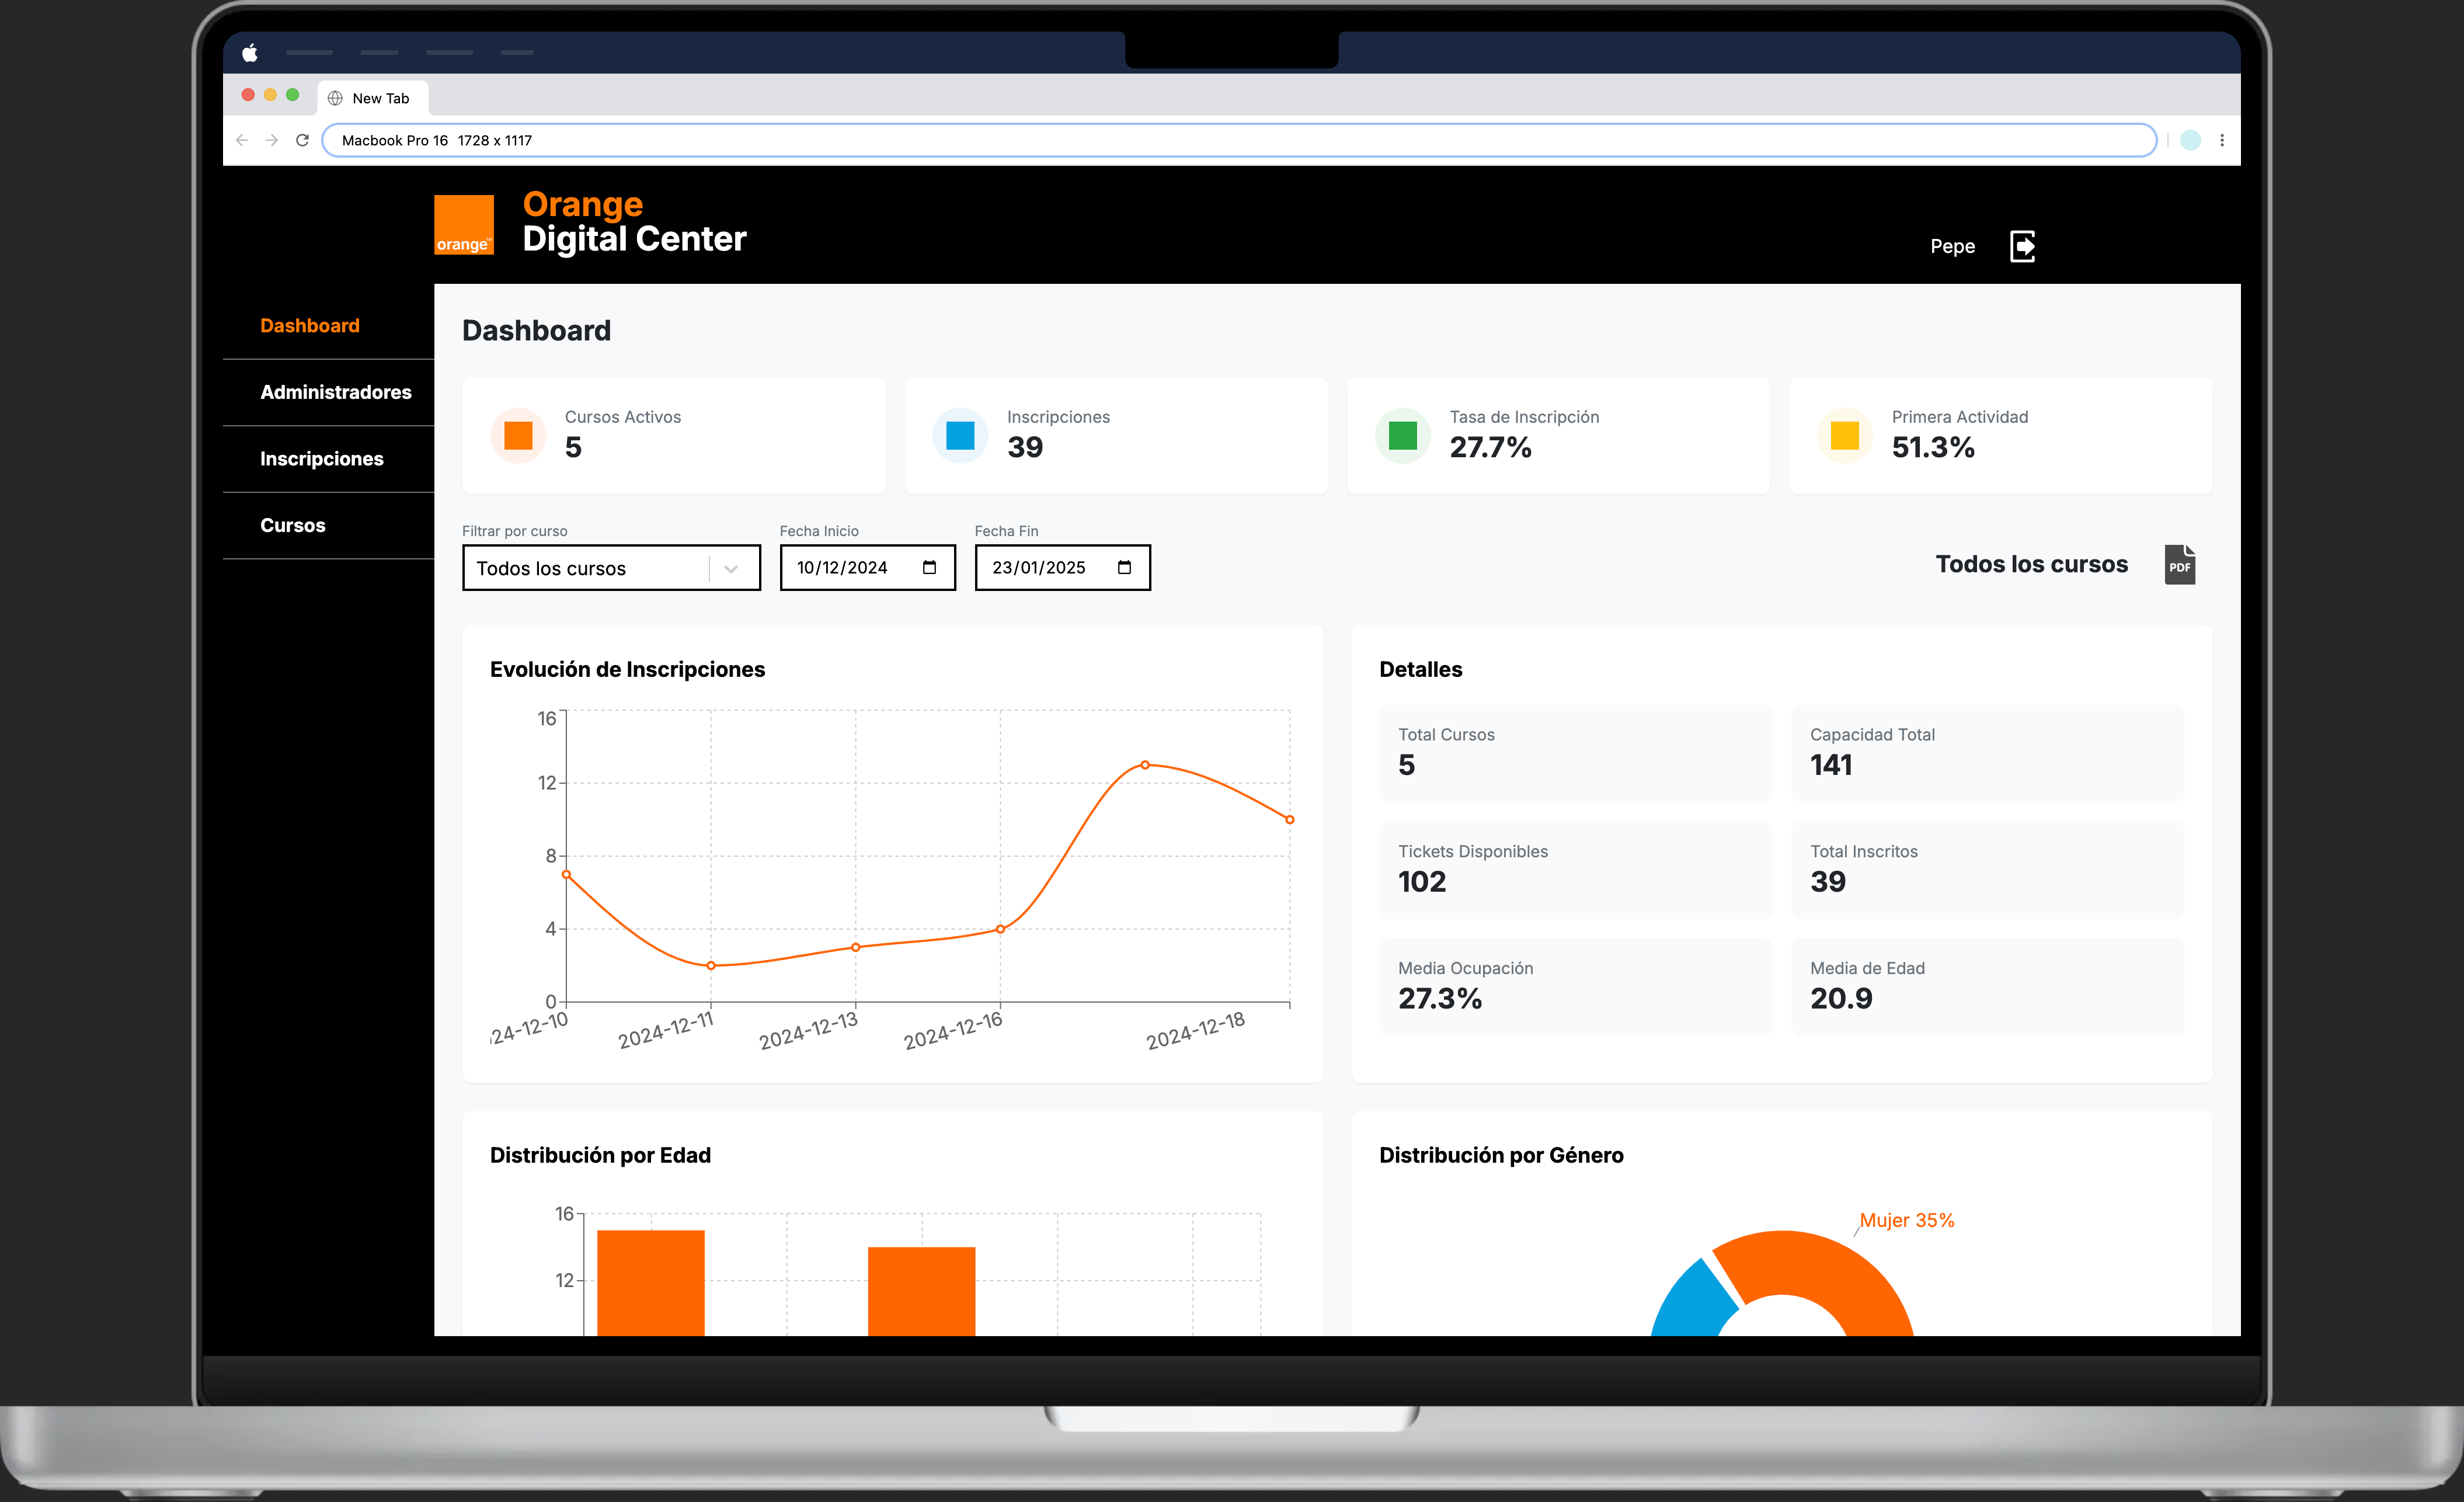 New Tab
Macbook Pro 16 1728 x 1117
orange™
Orange
Digital Center
Pepe
Dashboard
Administradores
Inscripciones
Cursos
Dashboard
Cursos Activos
5
Inscripciones
39
Tasa de Inscripción
27.7%
Primera Actividad
51.3%
Filtrar por curso
Todos los cursos
Fecha Inicio
10/12/2024
Fecha Fin
23/01/2025
Todos los cursos
PDF
Evolución de Inscripciones
16
12
8
4
0
24-12-10
2024-12-11
2024-12-13
2024-12-16
2024-12-18
Detalles
Total Cursos
5
Capacidad Total
141
Tickets Disponibles
102
Total Inscritos
39
Media Ocupación
27.3%
Media de Edad
20.9
Distribución por Edad
16
12
Distribución por Género
Mujer 35%